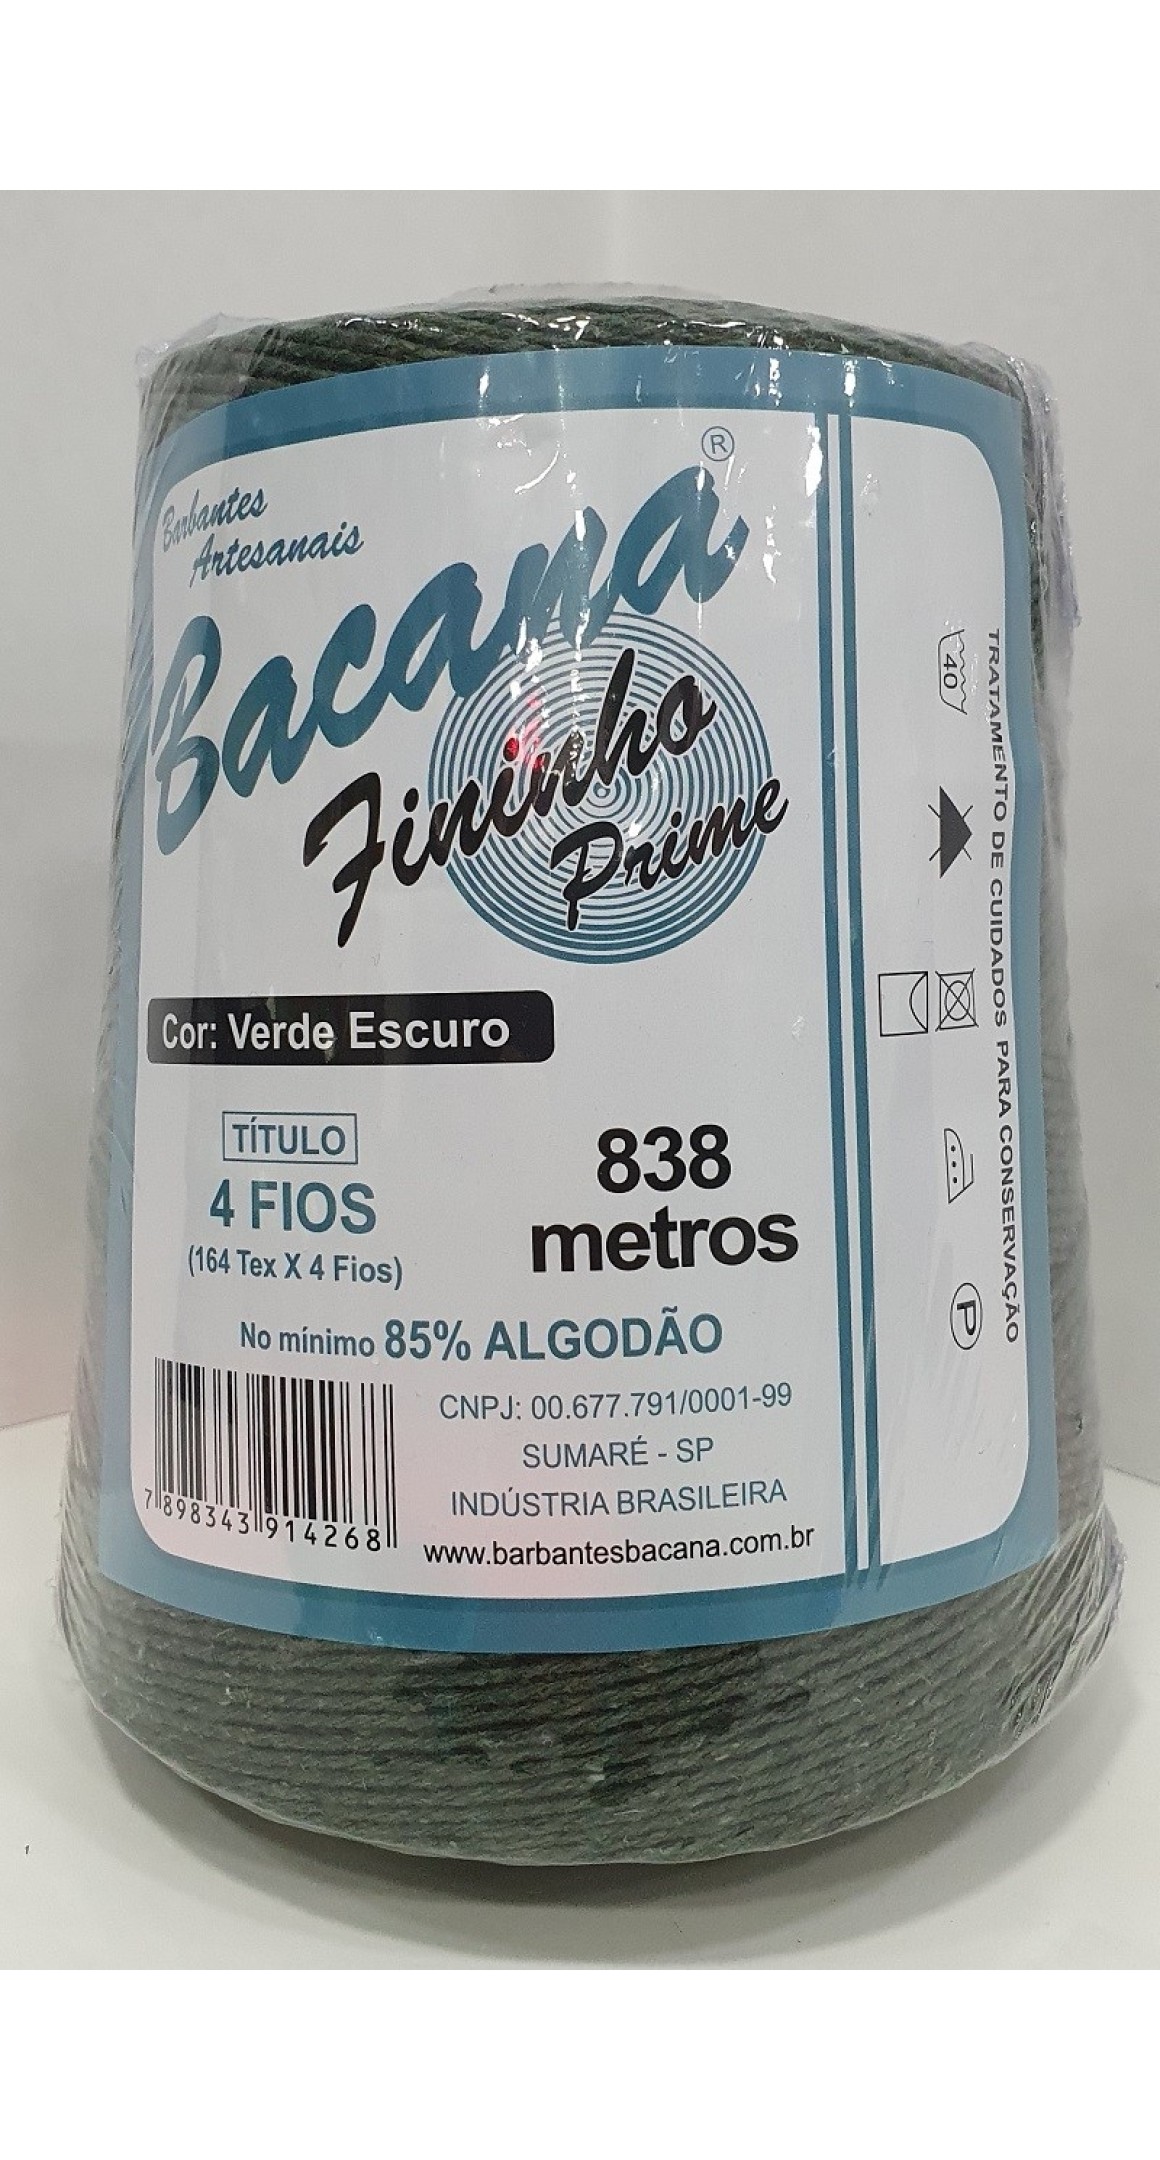 Barbantes
Artesanais
Bacana®
Fininho
Prime
Cor: Verde Escuro
TÍTULO
4 FIOS
(164 Tex X 4 Fios)
838
metros
No mínimo 85% ALGODÃO
7 898343 914268
CNPJ: 00.677.791/0001-99
SUMARÉ - SP
INDÚSTRIA BRASILEIRA
www.barbantesbacana.com.br
TRATAMENTO DE CUIDADOS PARA CONSERVAÇÃO
40
P